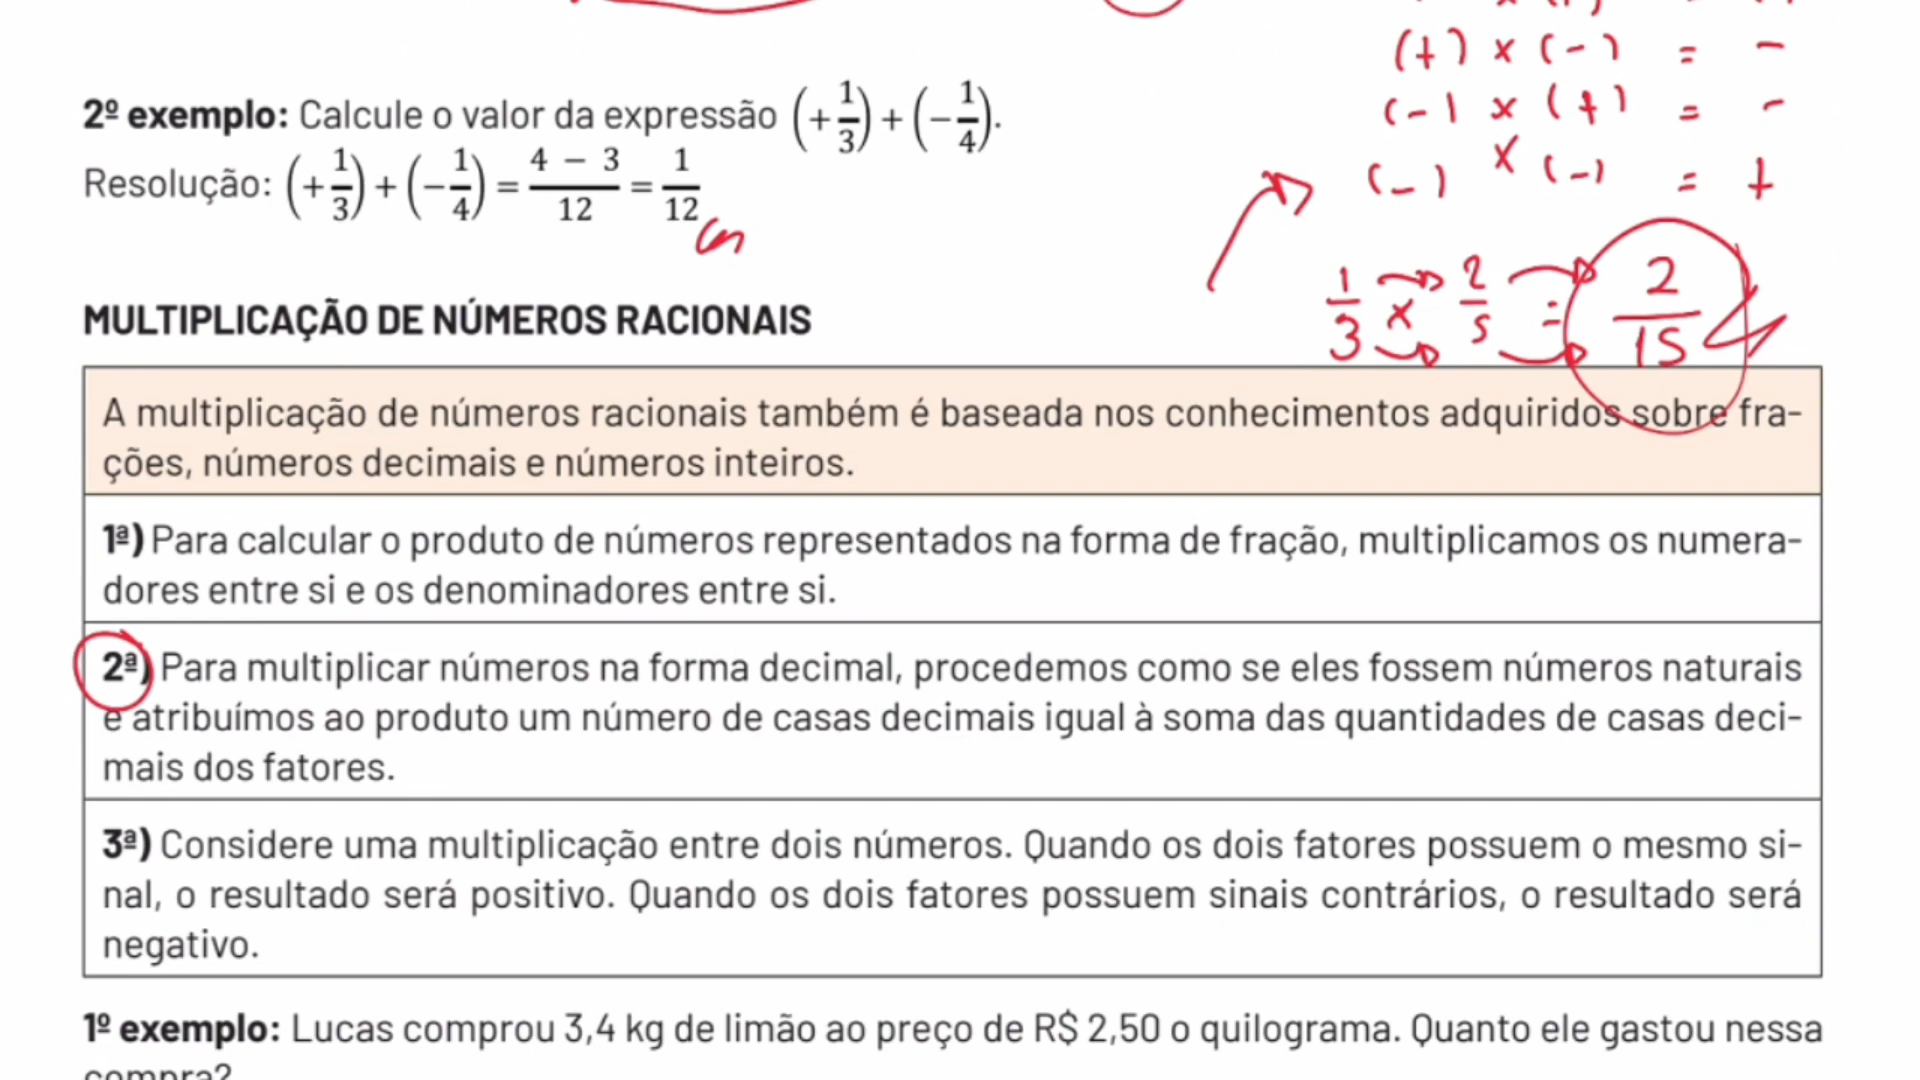 (+) x (-) = -
(-) x (+) = -
(-) x (-) = +
2º exemplo: Calcule o valor da expressão (+1/3) + (-1/4).
Resolução: (+1/3) + (-1/4) = 4 - 3/12 = 1/12
1/3 x 2/5 = 2/15
MULTIPLICAÇÃO DE NÚMEROS RACIONAIS
A multiplicação de números racionais também é baseada nos conhecimentos adquiridos sobre fra-
ções, números decimais e números inteiros.
1ª) Para calcular o produto de números representados na forma de fração, multiplicamos os numera-
dores entre si e os denominadores entre si.
2ª) Para multiplicar números na forma decimal, procedemos como se eles fossem números naturais
e atribuímos ao produto um número de casas decimais igual à soma das quantidades de casas deci-
mais dos fatores.
3ª) Considere uma multiplicação entre dois números. Quando os dois fatores possuem o mesmo si-
nal, o resultado será positivo. Quando os dois fatores possuem sinais contrários, o resultado será
negativo.
1º exemplo: Lucas comprou 3,4 kg de limão ao preço de R$ 2,50 o quilograma. Quanto ele gastou nessa
compra?